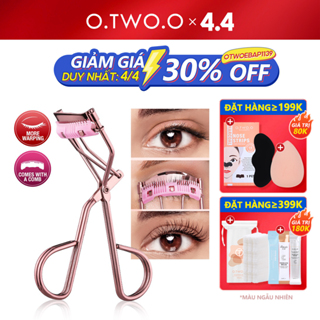 O.TWO.O × 4.4
GIẢM GIÁ
DUY NHẤT: 4/4
OTWOEBAP1139
30% OFF
MORE
WARPING
COMES WITH
A COMB
ĐẶT HÀNG≥199K
GIÁ TRỊ
80K
ĐẶT HÀNG≥399K
GIÁ TRỊ
180K
*MÀU NGẪU NHIÊN